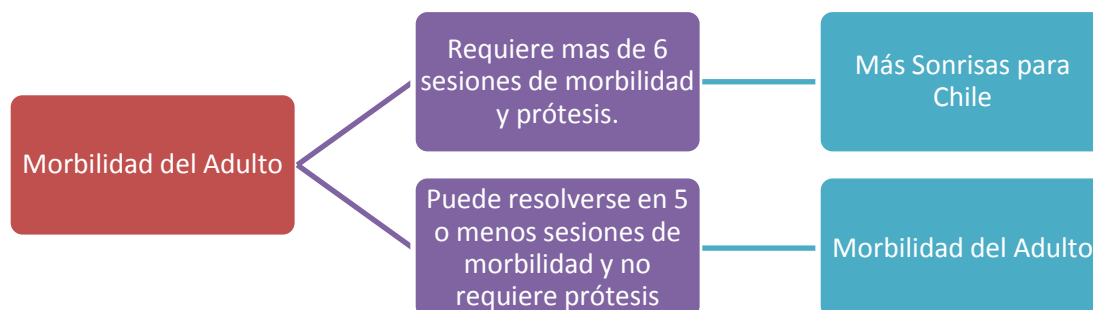 Morbilidad del Adulto
Requiere mas de 6
sesiones de morbilidad
y prótesis.
Más Sonrisas para
Chile
Puede resolverse en 5
o menos sesiones de
morbilidad y no
requiere prótesis
Morbilidad del Adulto